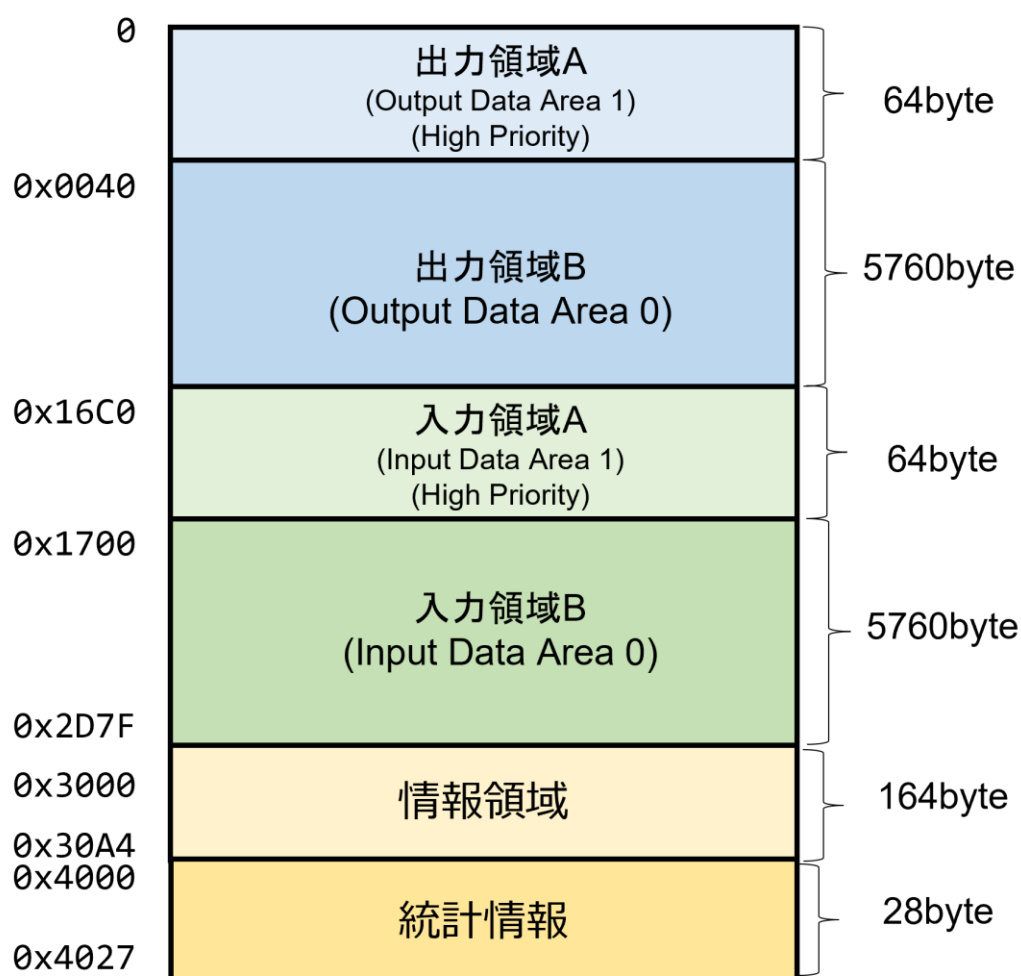 0
出力領域A
(Output Data Area 1)
(High Priority)
64byte
0x0040
出力領域B
(Output Data Area 0)
5760byte
0x16C0
入力領域A
(Input Data Area 1)
(High Priority)
64byte
0x1700
入力領域B
(Input Data Area 0)
5760byte
0x2D7F
0x3000
情報領域
164byte
0x30A4
0x4000
統計情報
28byte
0x4027